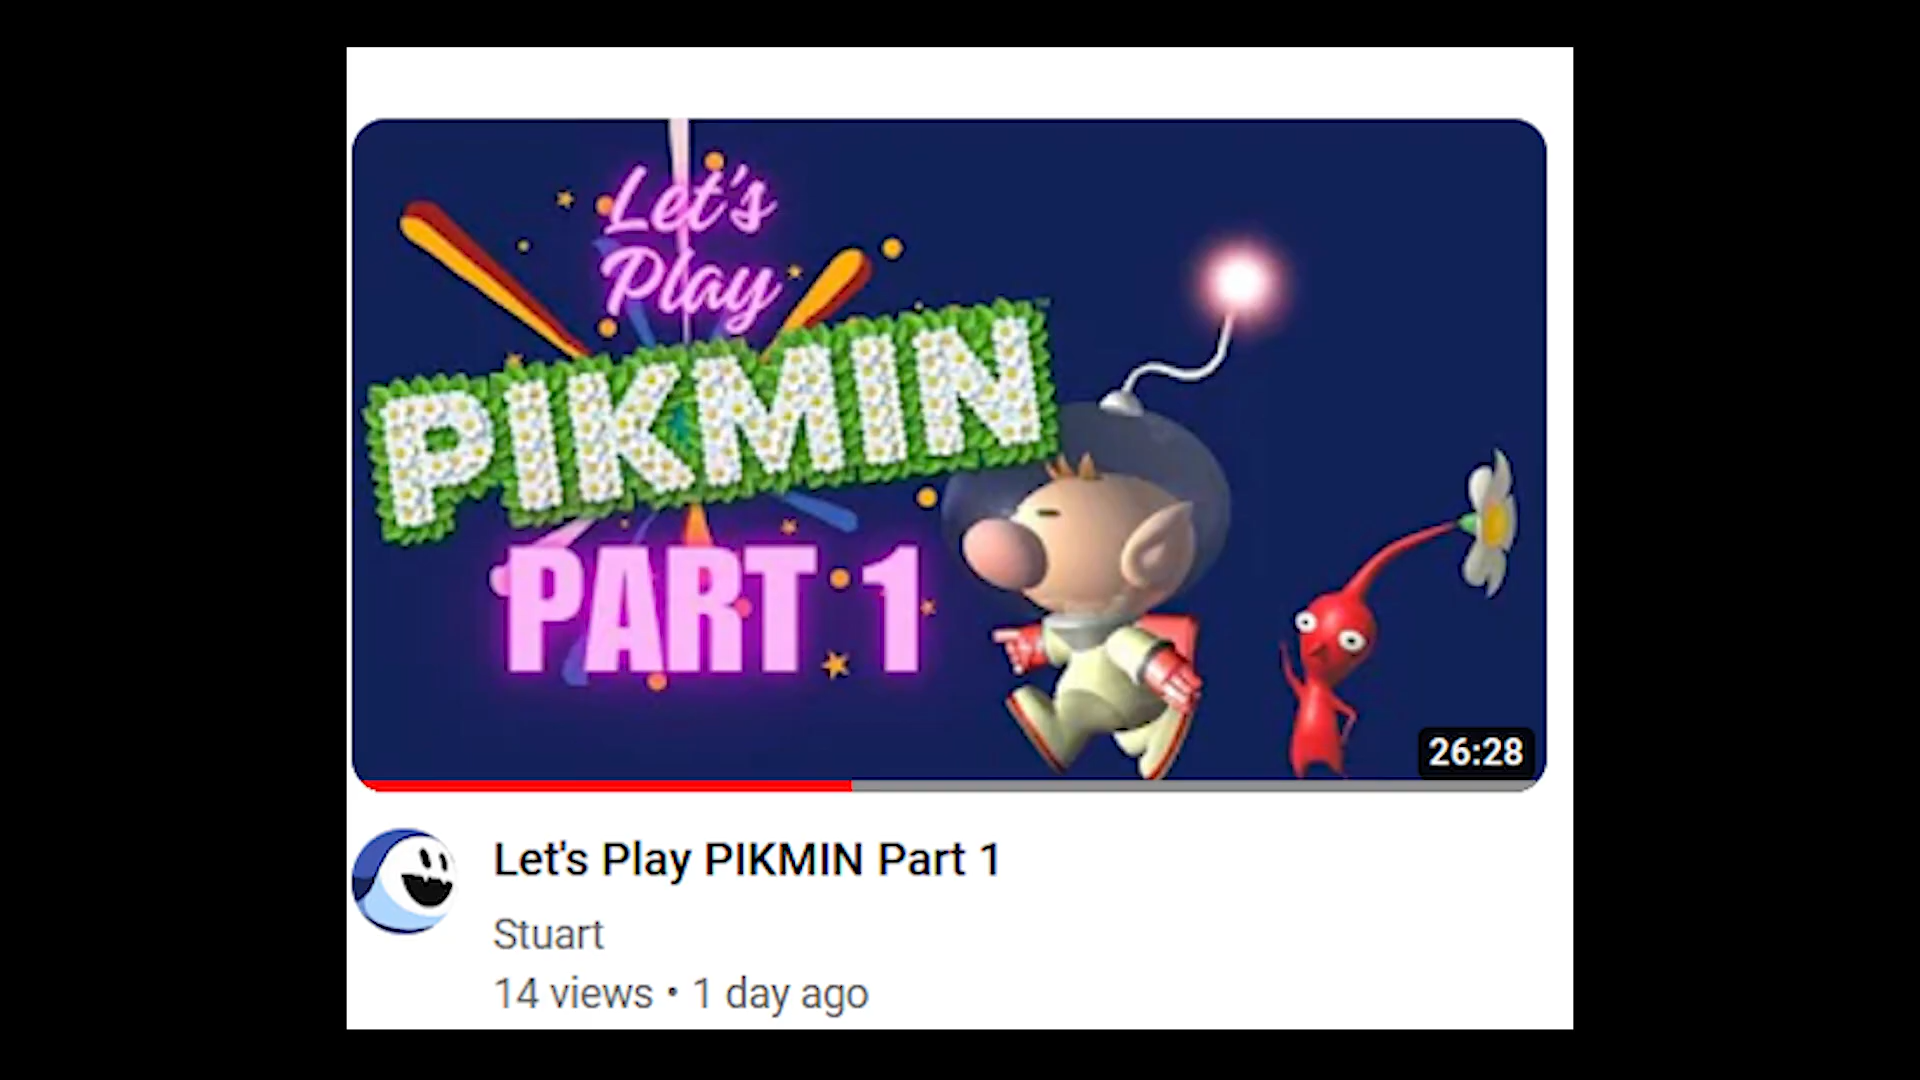 Let's
Play
PIKMIN
PART 1
26:28
Let's Play PIKMIN Part 1
Stuart
14 views • 1 day ago